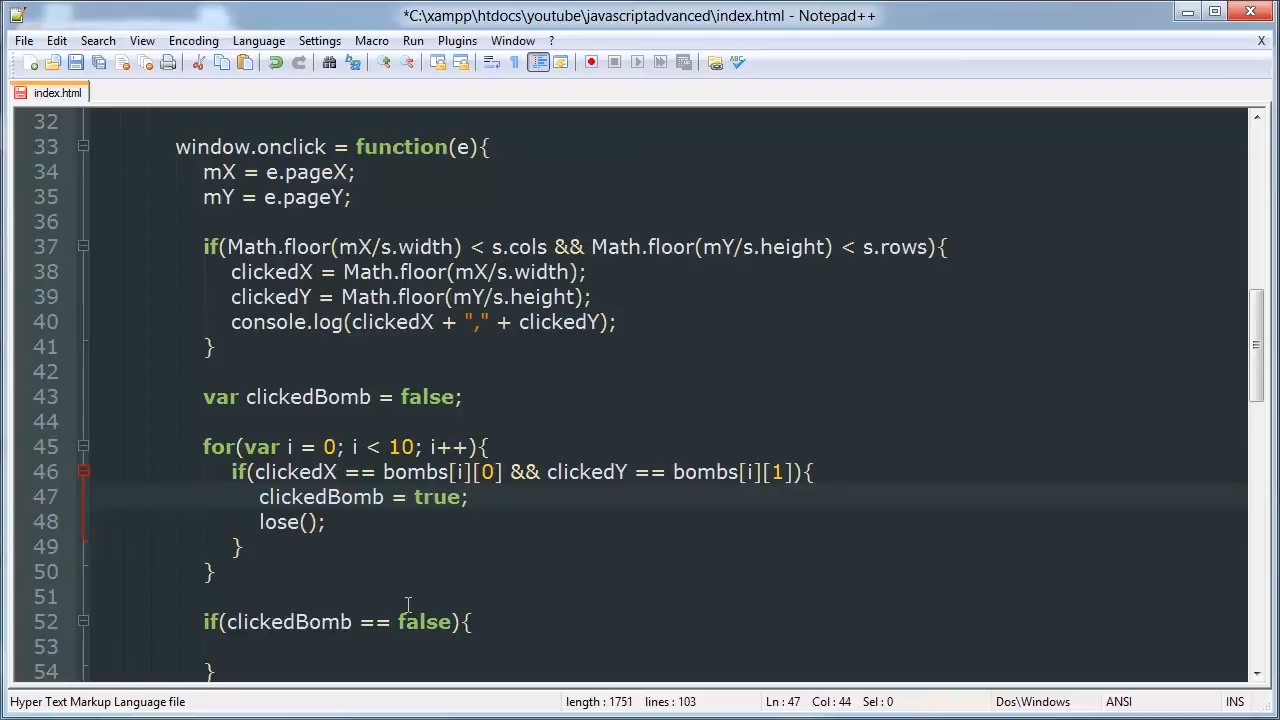 *C:\xampp\htdocs\youtube\javascriptadvanced\index.html - Notepad++
File Edit Search View Encoding Language Settings Macro Run Plugins Window ? X
index.html
32
33 window.onclick = function(e){
34 mX = e.pageX;
35 mY = e.pageY;
36
37 if(Math.floor(mX/s.width) < s.cols && Math.floor(mY/s.height) < s.rows){
38 clickedX = Math.floor(mX/s.width);
39 clickedY = Math.floor(mY/s.height);
40 console.log(clickedX + "," + clickedY);
41 }
42
43 var clickedBomb = false;
44
45 for(var i = 0; i < 10; i++){
46 if(clickedX == bombs[i][0] && clickedY == bombs[i][1]){
47 clickedBomb = true;
48 lose();
49 }
50 }
51
52 if(clickedBomb == false){
53
54 }
Hyper Text Markup Language file length : 1751 lines : 103 Ln : 47 Col : 44 Sel : 0 Dos\Windows ANSI INS